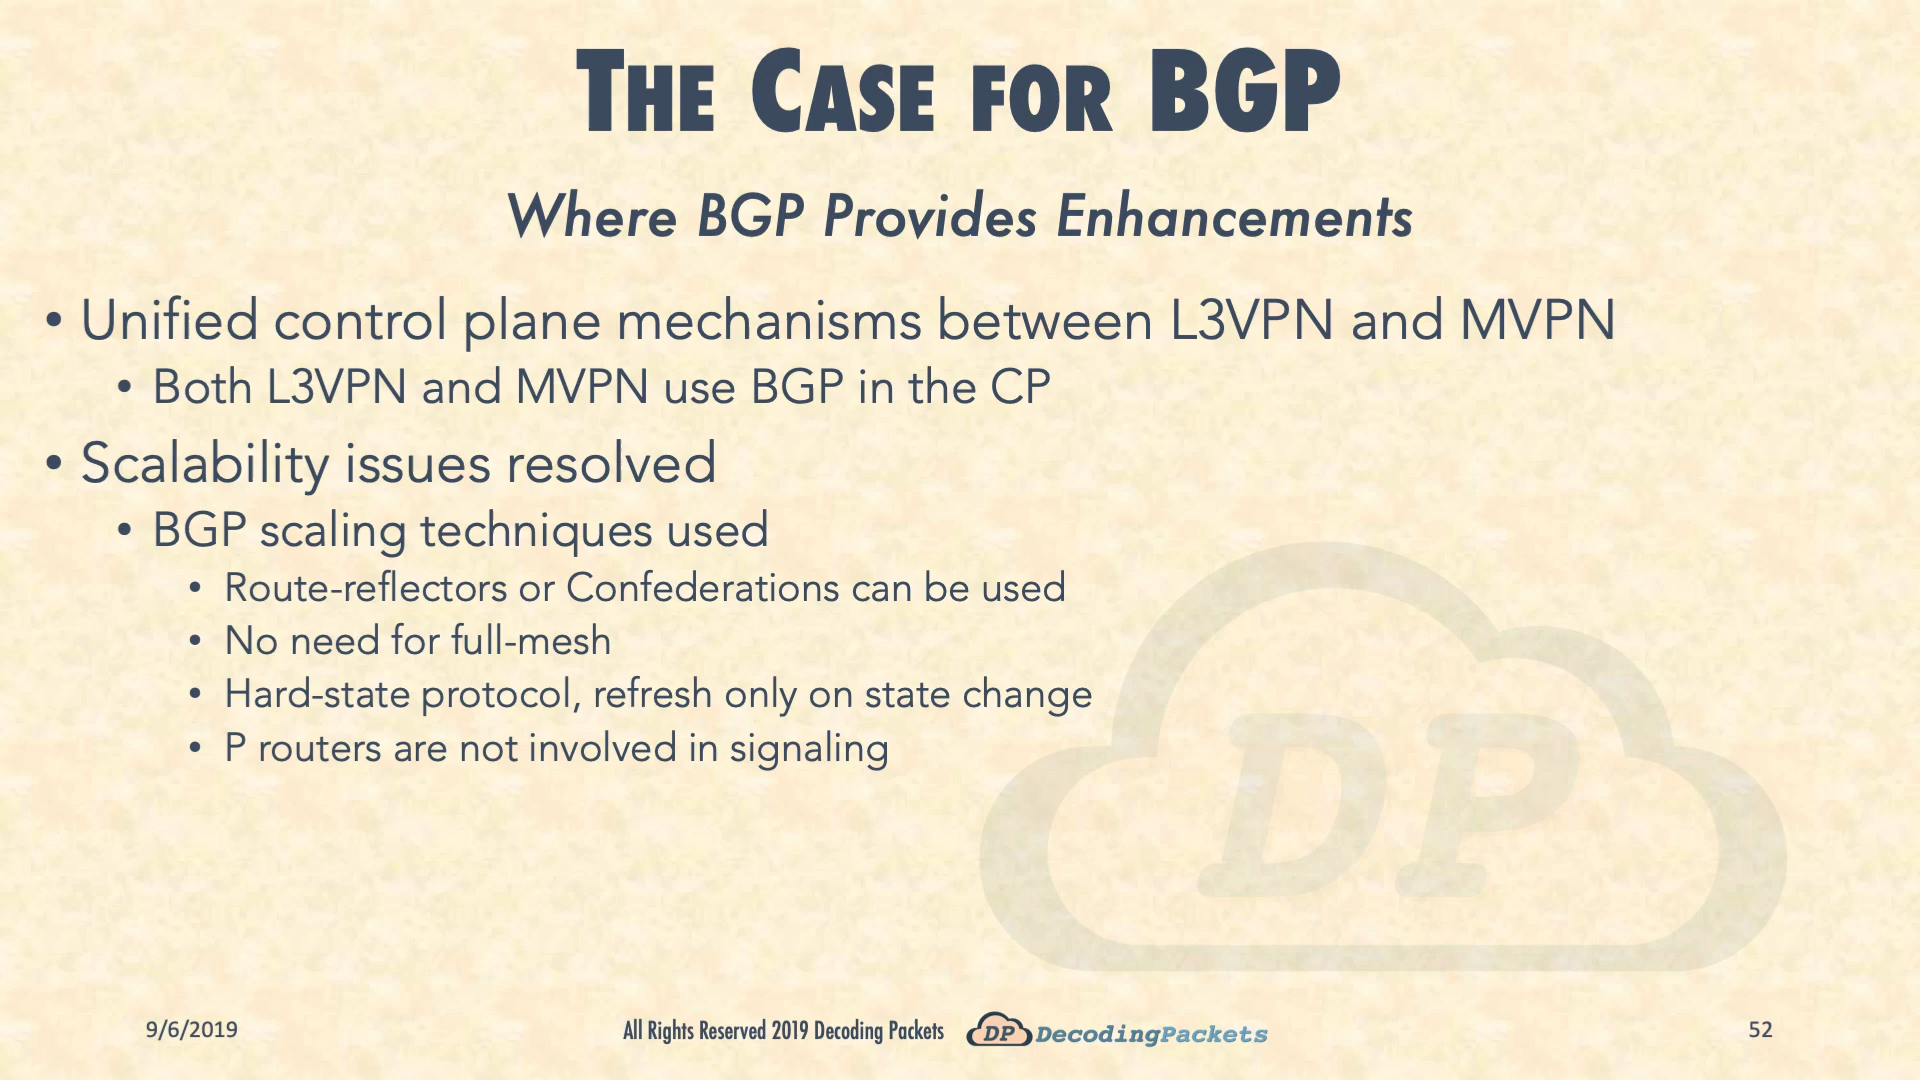 The Case for BGP
Where BGP Provides Enhancements
• Unified control plane mechanisms between L3VPN and MVPN
• Both L3VPN and MVPN use BGP in the CP
• Scalability issues resolved
• BGP scaling techniques used
• Route-reflectors or Confederations can be used
• No need for full-mesh
• Hard-state protocol, refresh only on state change
• P routers are not involved in signaling
DP
9/6/2019
All Rights Reserved 2019 Decoding Packets
DP DecodingPackets
52